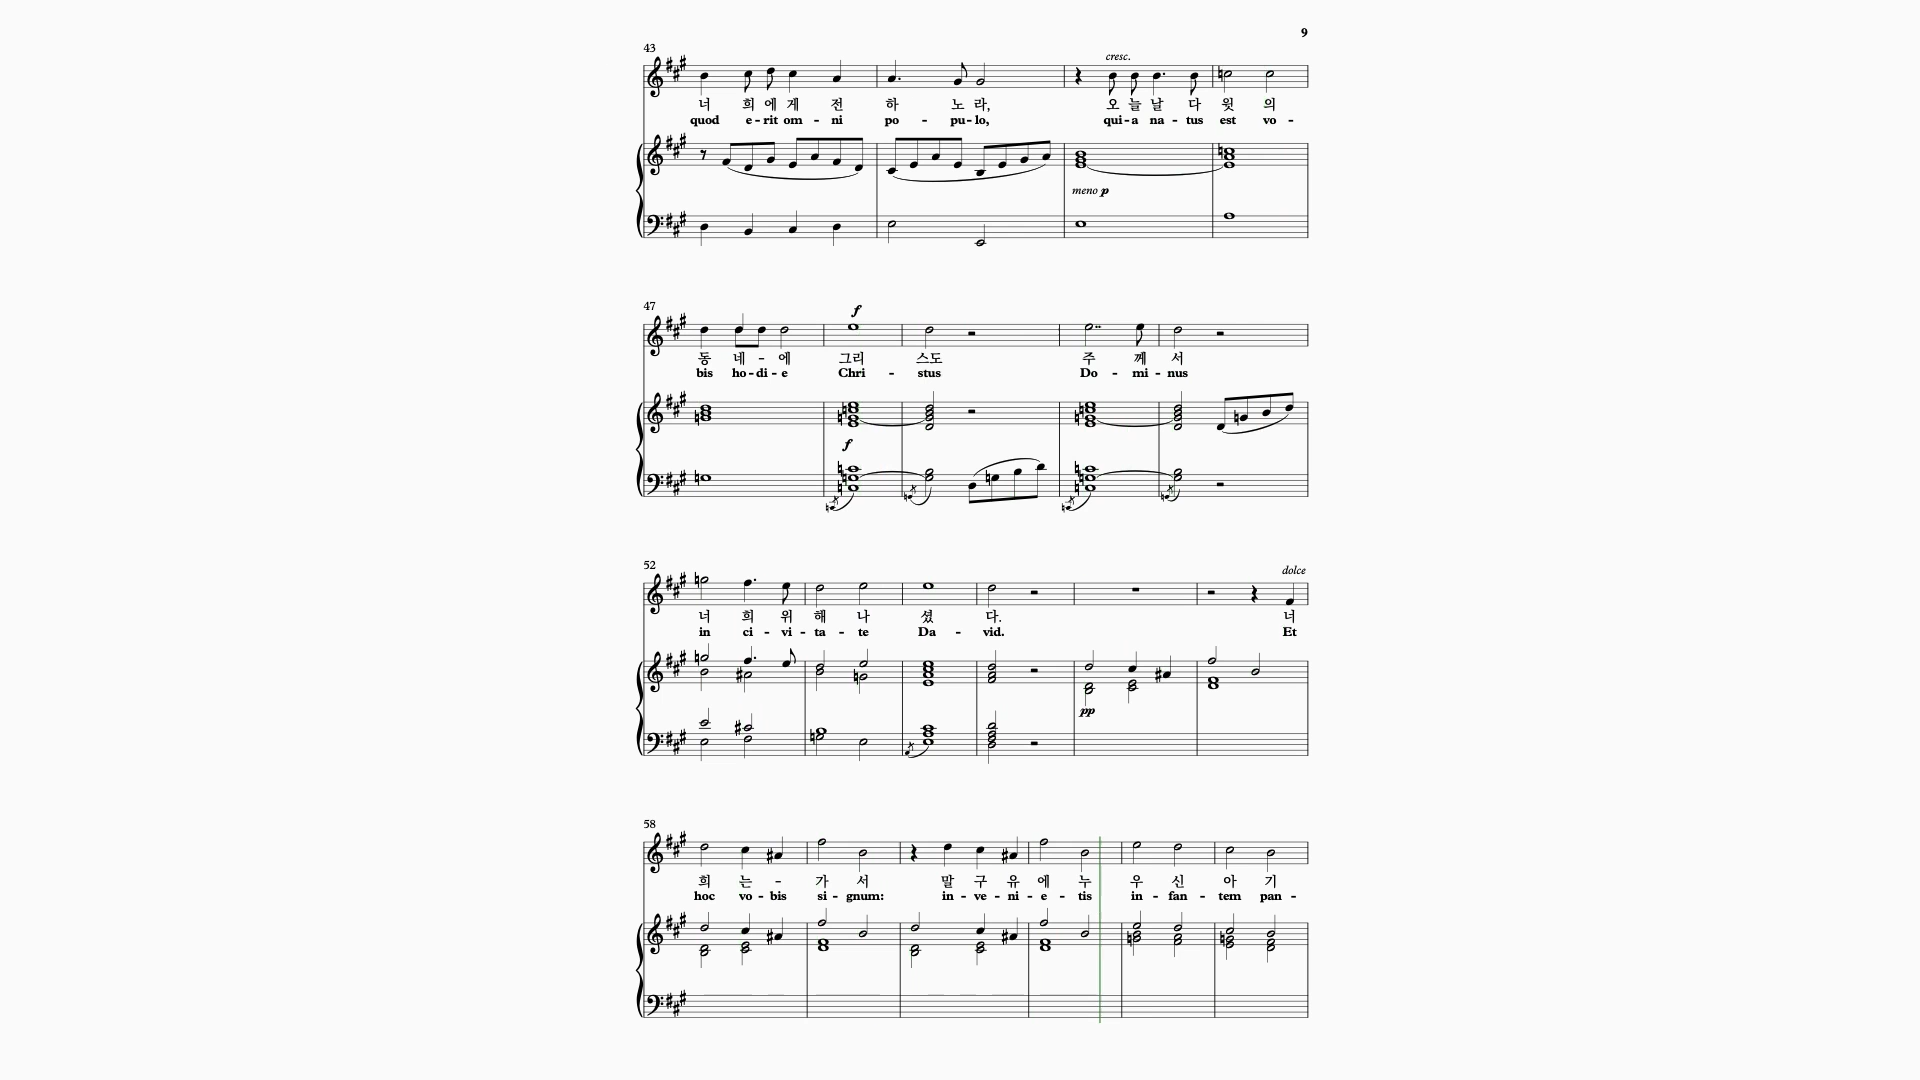 9
43
cresc.
너 희 에 게 전 하 노 라, 오 늘 날 다 윗 의
quod e - rit om - ni po - pu - lo, qui - a na - tus est vo -
meno p
47
f
동 네 - 에 그리 스도 주 께 서
bis ho - di - e Chri - stus Do - mi - nus
f
52
dolce
너 희 위 해 나 셨 다. 너
in ci - vi - ta - te Da - vid. Et
pp
58
희 는 - 가 서 말 구 유 에 누 우 신 아 기
hoc vo - bis si - gnum: in - ve - ni - e - tis in - fan - tem pan -